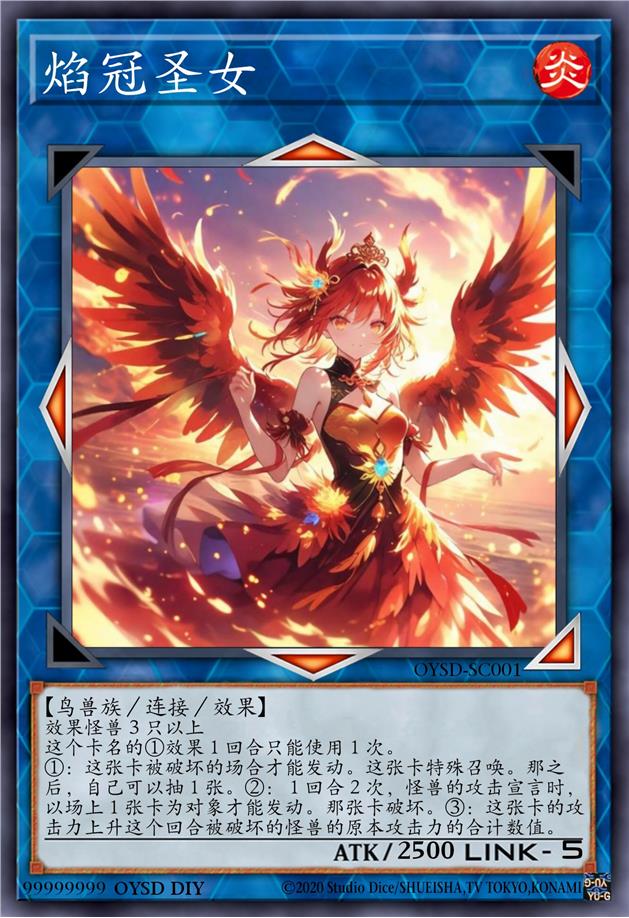 焰冠圣女
炎
OYSD-SC001
【鸟兽族／连接／效果】
效果怪兽３只以上
这个卡名的①效果１回合只能使用１次。
①：这张卡被破坏的场合才能发动。这张卡特殊召唤。那之
后，自己可以抽１张。②：１回合２次，怪兽的攻击宣言时，
以场上１张卡为对象才能发动。那张卡破坏。③：这张卡的攻
击力上升这个回合被破坏的怪兽的原本攻击力的合计数值。
ATK/2500 LINK-5
99999999 OYSD DIY ©2020 Studio Dice/SHUEISHA,TV TOKYO,KONAMI